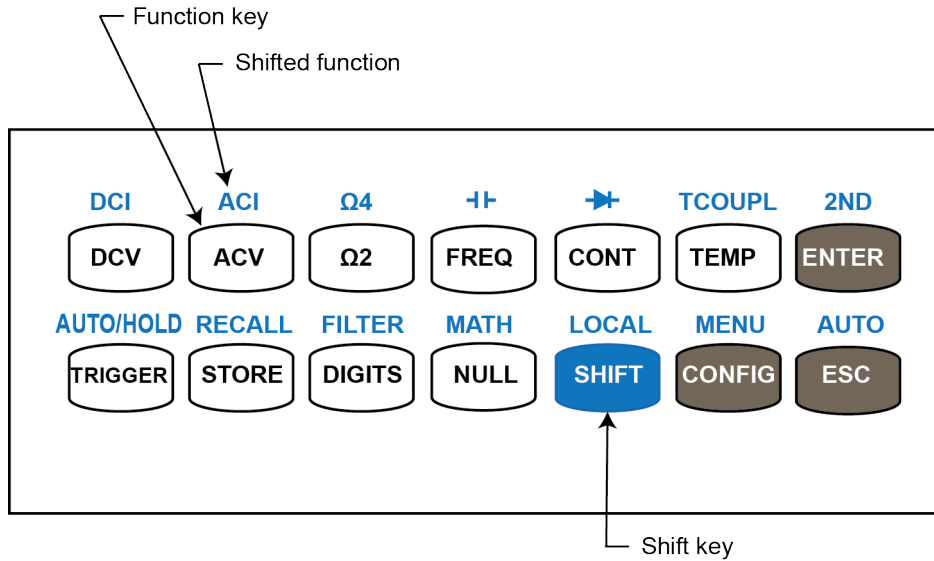 Function key
Shifted function
DCI ACI Ω4 TCOUPL 2ND
DCV ACV Ω2 FREQ CONT TEMP ENTER
AUTO/HOLD RECALL FILTER MATH LOCAL MENU AUTO
TRIGGER STORE DIGITS NULL SHIFT CONFIG ESC
Shift key